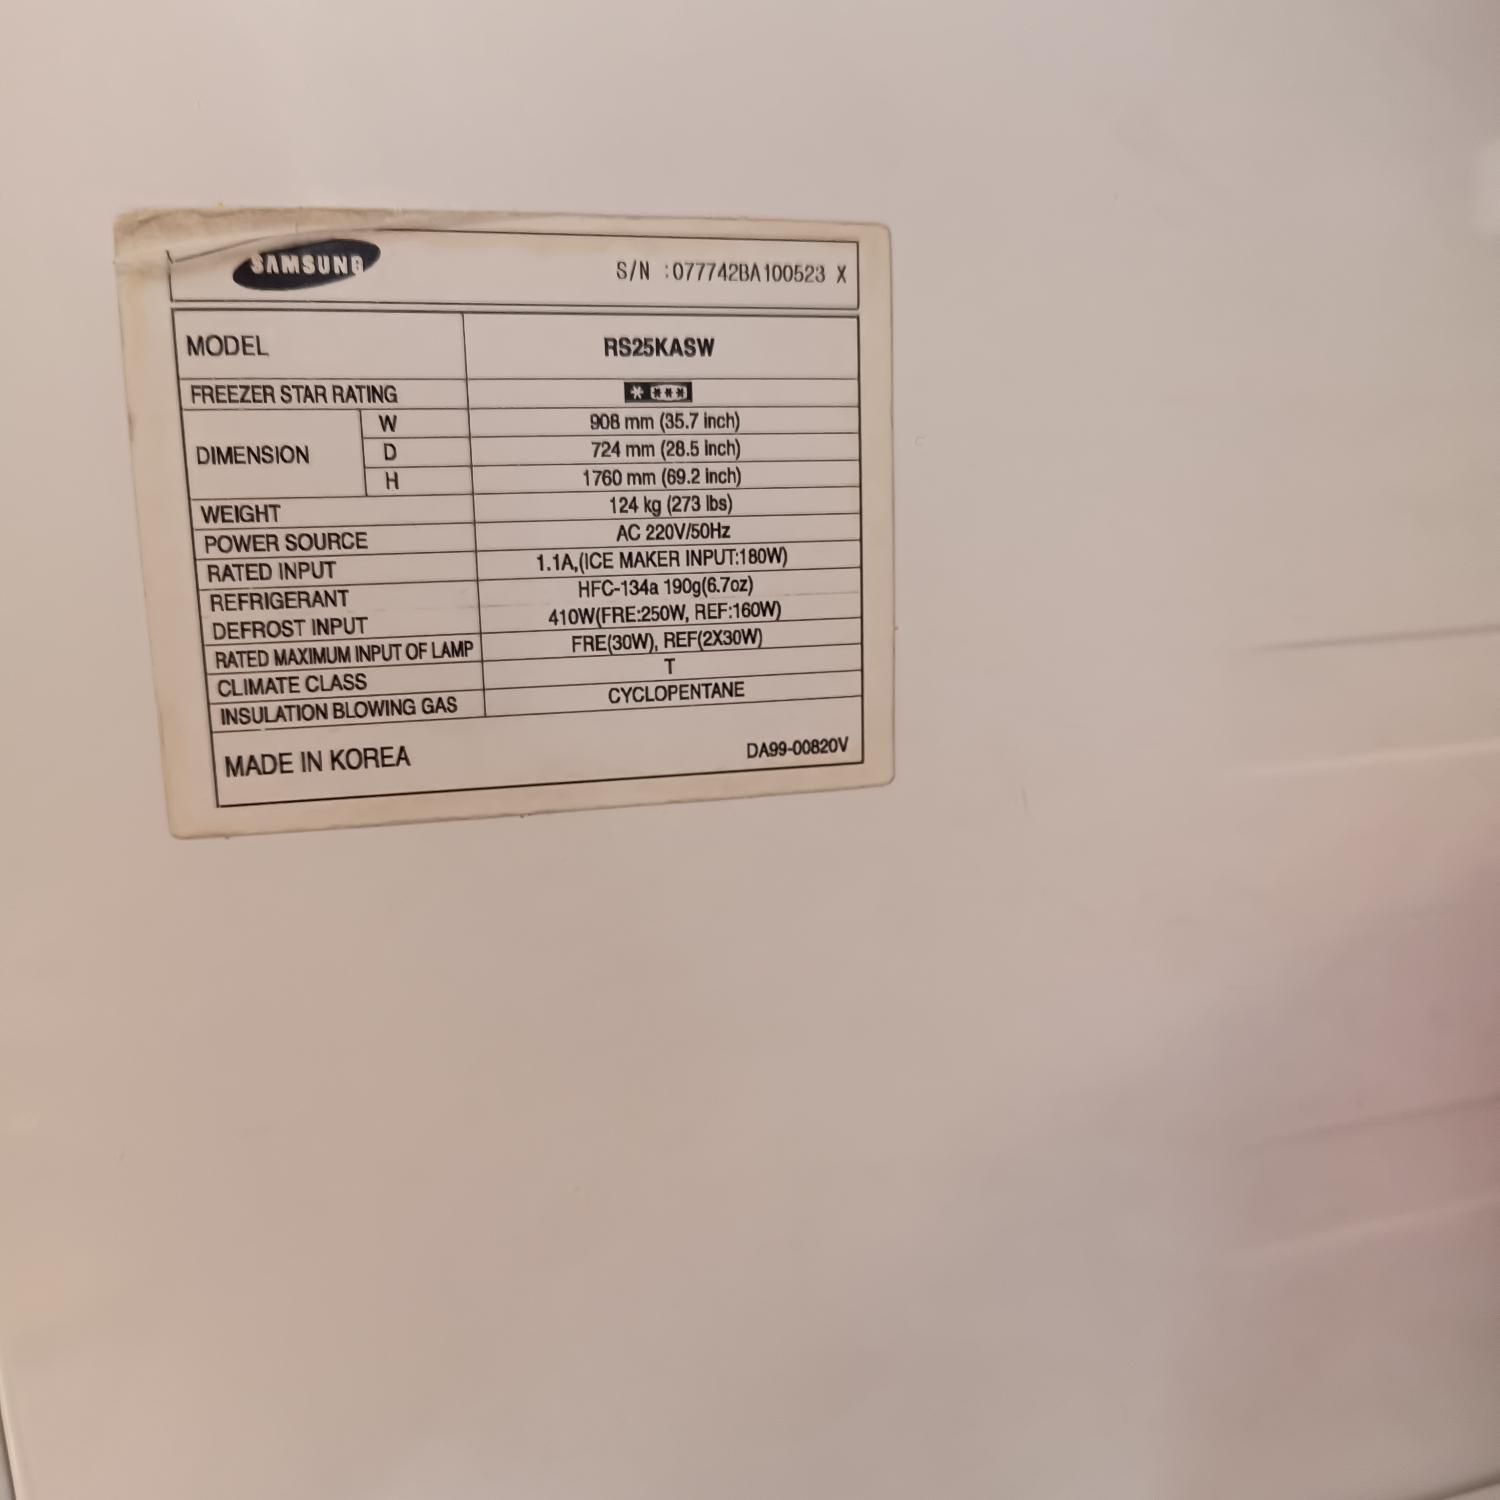 SAMSUNG
S/N :077742BA100523 X
MODEL RS25KASW
FREEZER STAR RATING * ***
DIMENSION
W 908 mm (35.7 inch)
D 724 mm (28.5 inch)
H 1760 mm (69.2 inch)
WEIGHT 124 kg (273 lbs)
POWER SOURCE AC 220V/50Hz
RATED INPUT 1.1A,(ICE MAKER INPUT:180W)
REFRIGERANT HFC-134a 190g(6.7oz)
DEFROST INPUT 410W(FRE:250W, REF:160W)
RATED MAXIMUM INPUT OF LAMP FRE(30W), REF(2X30W)
CLIMATE CLASS T
INSULATION BLOWING GAS CYCLOPENTANE
MADE IN KOREA
DA99-00820V